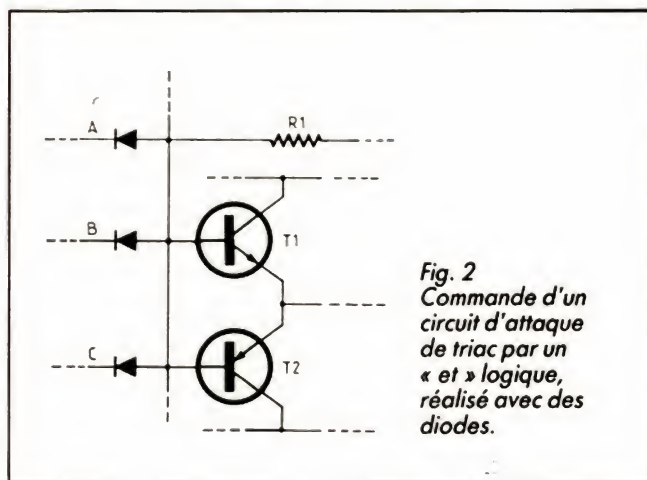 A
R1
B
T1
C
T2
Fig. 2
Commande d'un
circuit d'attaque
de triac par un
« et » logique,
réalisé avec des
diodes.